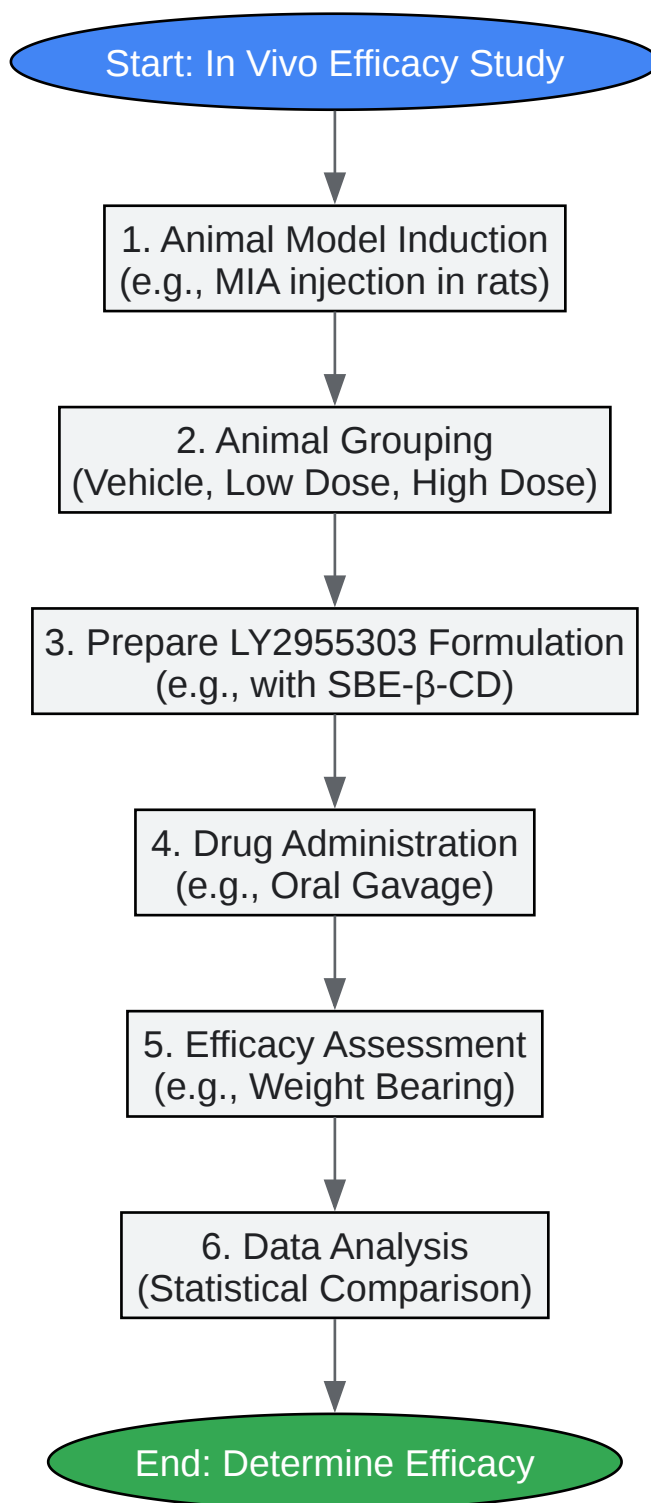 Start: In Vivo Efficacy Study
1. Animal Model Induction
(e.g., MIA injection in rats)
2. Animal Grouping
(Vehicle, Low Dose, High Dose)
3. Prepare LY2955303 Formulation
(e.g., with SBE-β-CD)
4. Drug Administration
(e.g., Oral Gavage)
5. Efficacy Assessment
(e.g., Weight Bearing)
6. Data Analysis
(Statistical Comparison)
End: Determine Efficacy